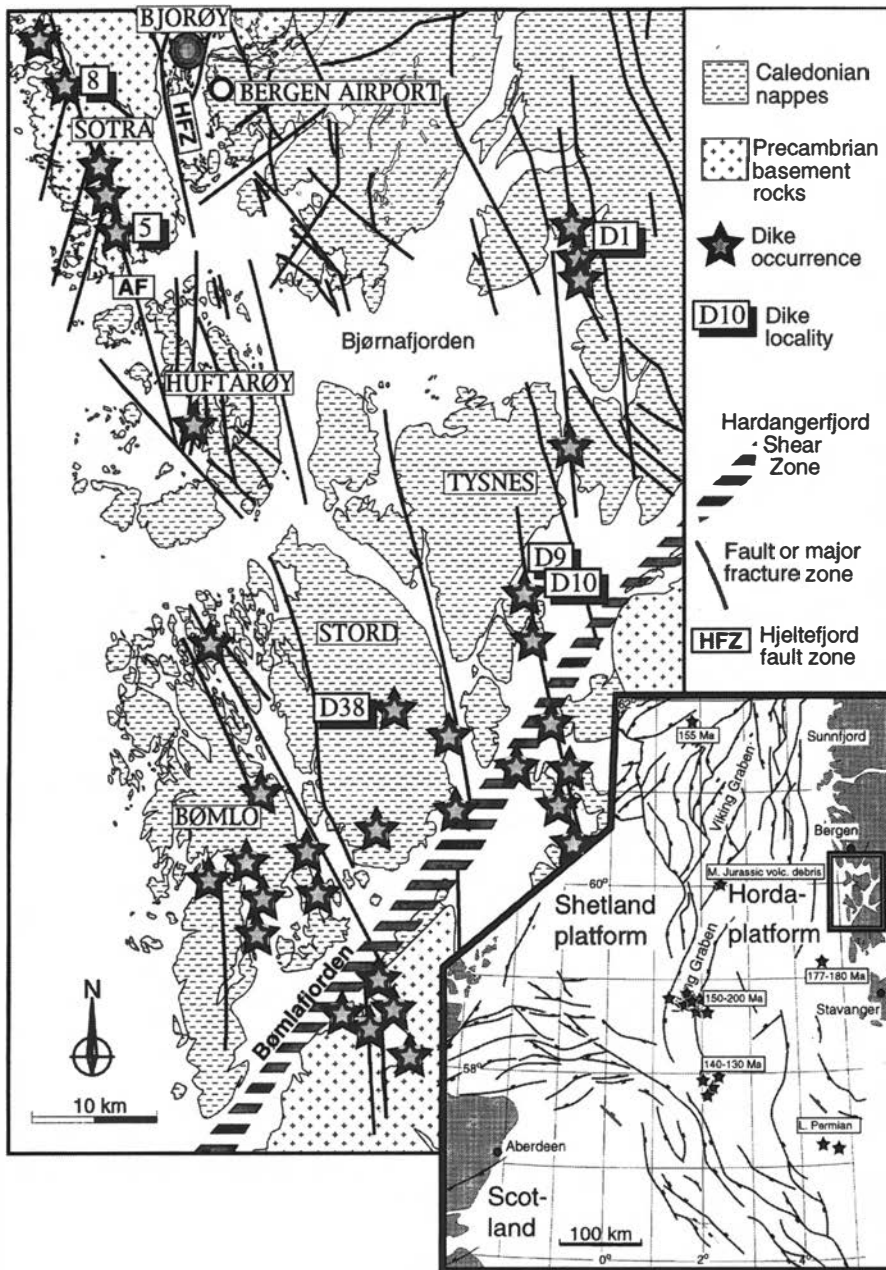 BJORØY
8
BERGEN AIRPORT
HFZ
SOTRA
5
D1
AF
Bjørnafjorden
HUFTARØY
TYSNES
D9
D10
STORD
D38
BØMLO
Bømlafjorden
N
10 km
Caledonian
nappes
Precambrian
basement
rocks
Dike
occurrence
D10
Dike
locality
Hardangerfjord
Shear
Zone
Fault or major
fracture zone
HFZ
Hjeltefjord
fault zone
62°
155 Ma
Sunnfjord
Viking Graben
Bergen
M. Jurassic volc. debris
60°
Shetland
platform
Horda-
platform
Viking Graben
177-180 Ma
150-200 Ma
Stavanger
58°
140-130 Ma
L. Permian
Aberdeen
Scot-
land
100 km
0°
2°
4°